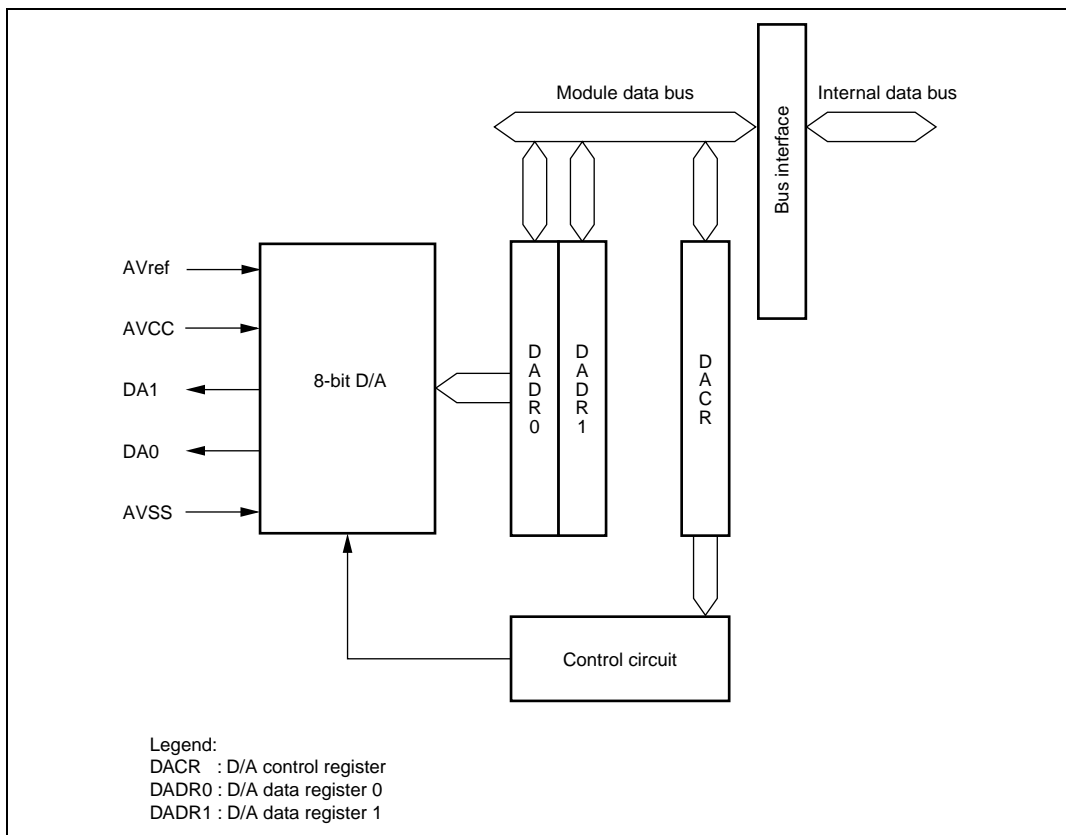 Module data bus
Internal data bus
Bus interface
AVref
AVCC
DA1
DA0
AVSS
8-bit D/A
DADR0
DADR1
DACR
Control circuit
Legend:
DACR : D/A control register
DADR0 : D/A data register 0
DADR1 : D/A data register 1